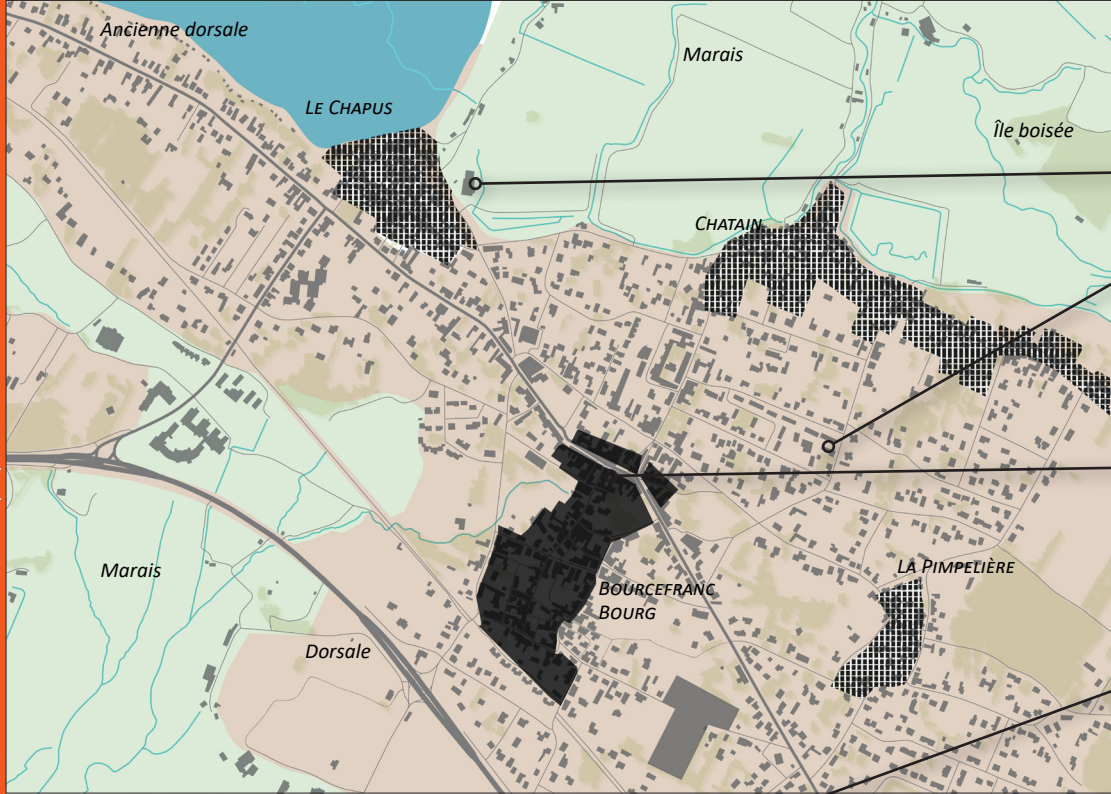 Ancienne dorsale
Marais
LE CHAPUS
Île boisée
CHATAIN
LA PIMPELIÈRE
Marais
BOURCEFRANC
BOURG
Dorsale